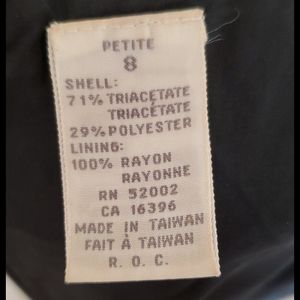 PETITE
8
SHELL:
71% TRIACETATE
TRIACÉTATE
29% POLYESTER
LINING:
100% RAYON
RAYONNE
RN 52002
CA 16396
MADE IN TAIWAN
FAIT À TAIWAN
R. O. C.